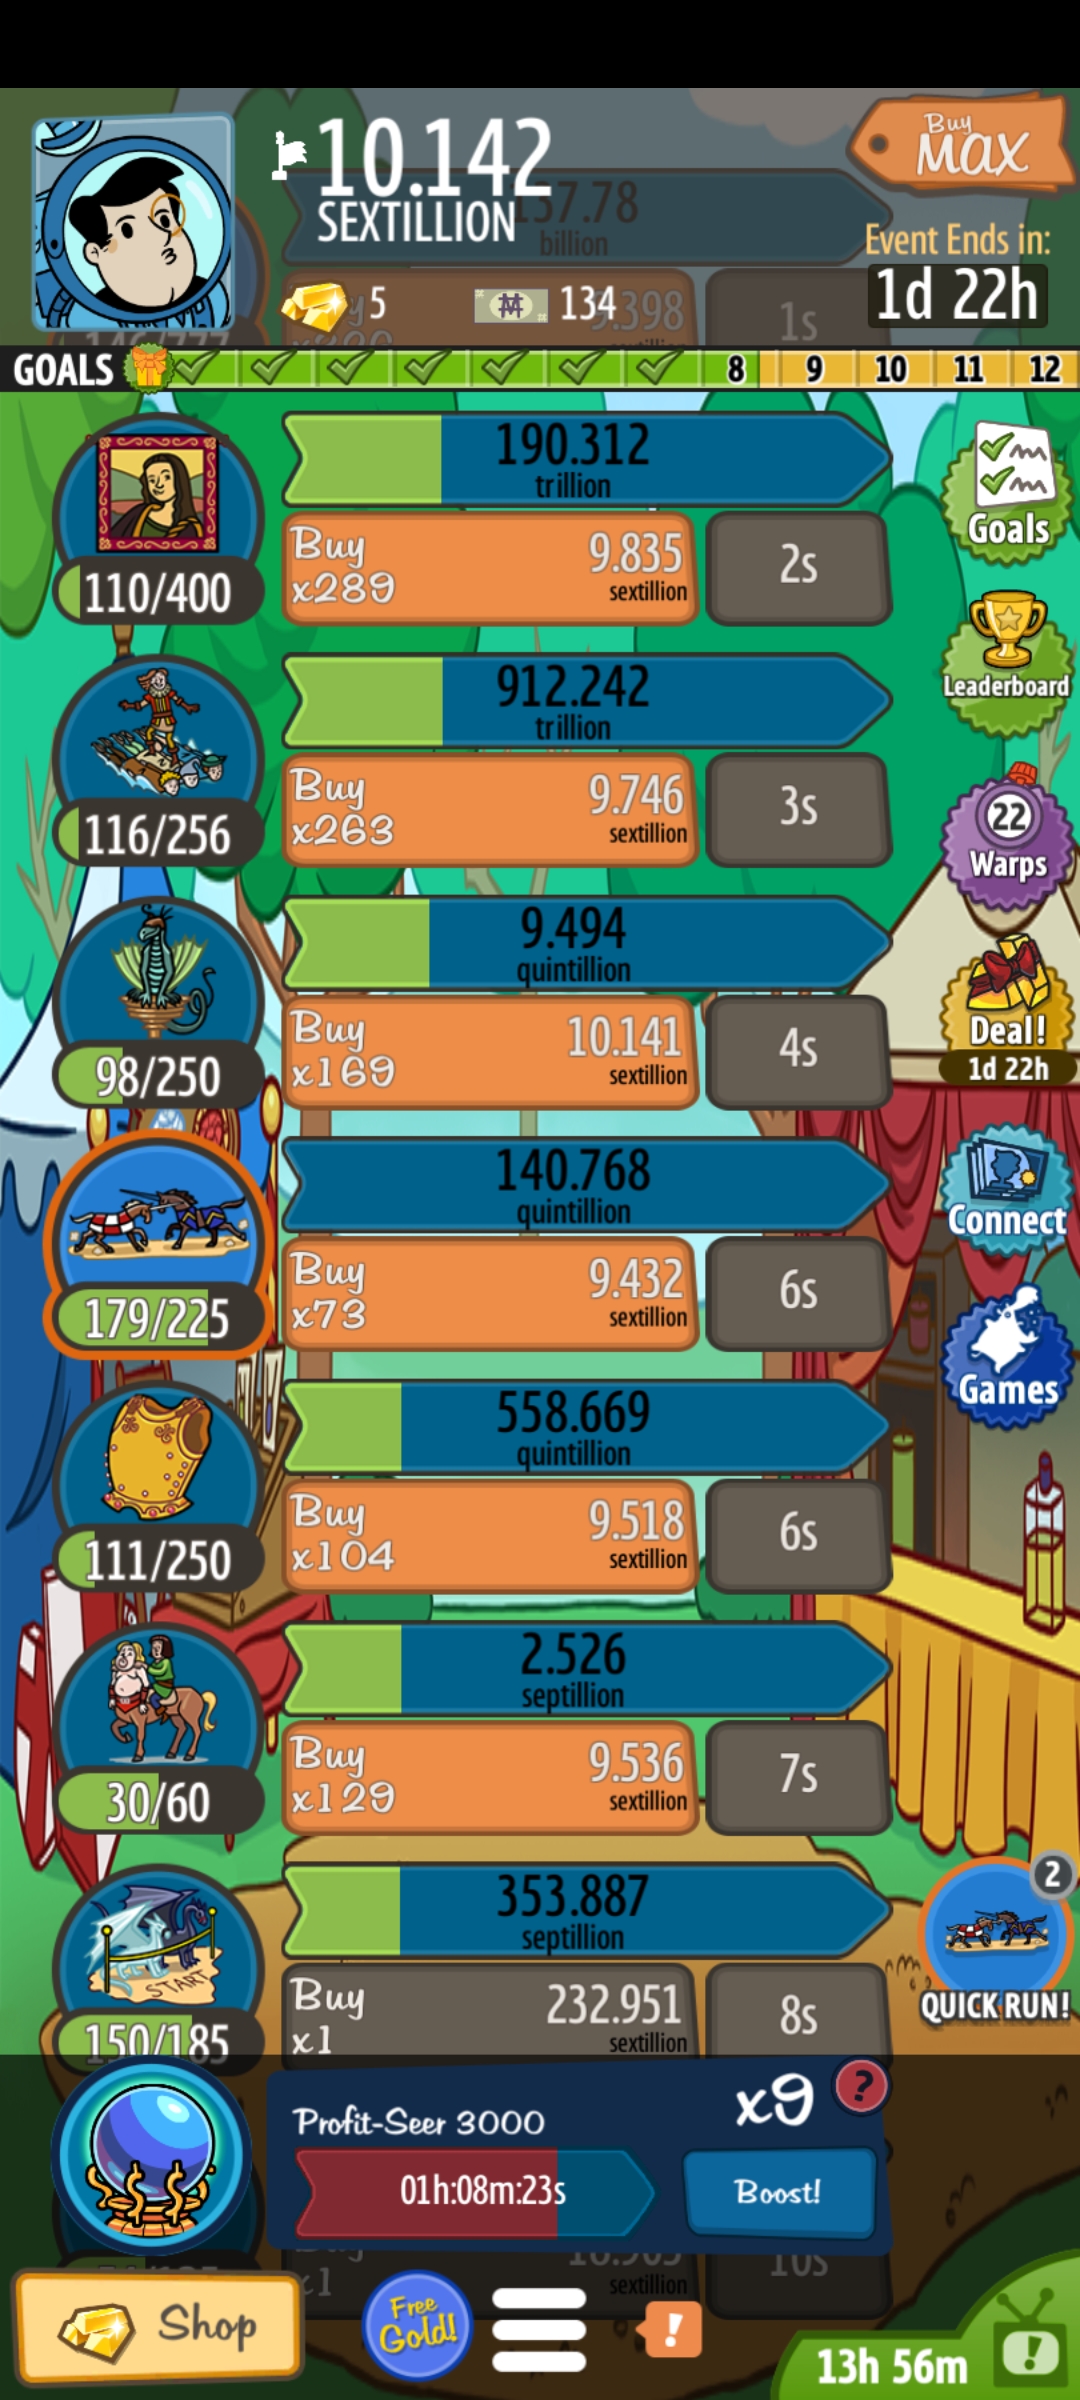 10.142
SEXTILLION
Buy
MAX
137.78
billion
Event Ends in:
1d 22h
5
134
9.398
1s
GOALS
8
9
10
11
12
190.312
trillion
Buy
x289
9.835
sextillion
2s
110/400
Goals
912.242
trillion
Buy
x263
9.746
sextillion
3s
116/256
Leaderboard
22
Warps
9.494
quintillion
Buy
x169
10.141
sextillion
4s
98/250
Deal!
1d 22h
140.768
quintillion
Buy
x73
9.432
sextillion
6s
179/225
Connect
Games
558.669
quintillion
Buy
x104
9.518
sextillion
6s
111/250
2.526
septillion
Buy
x129
9.536
sextillion
7s
30/60
353.887
septillion
Buy
x1
232.951
sextillion
8s
START
150/185
2
QUICK RUN!
Profit-Seer 3000
x9
?
01h:08m:23s
Boost!
x1
sextillion
10s
Shop
Free
Gold!
!
13h 56m
!